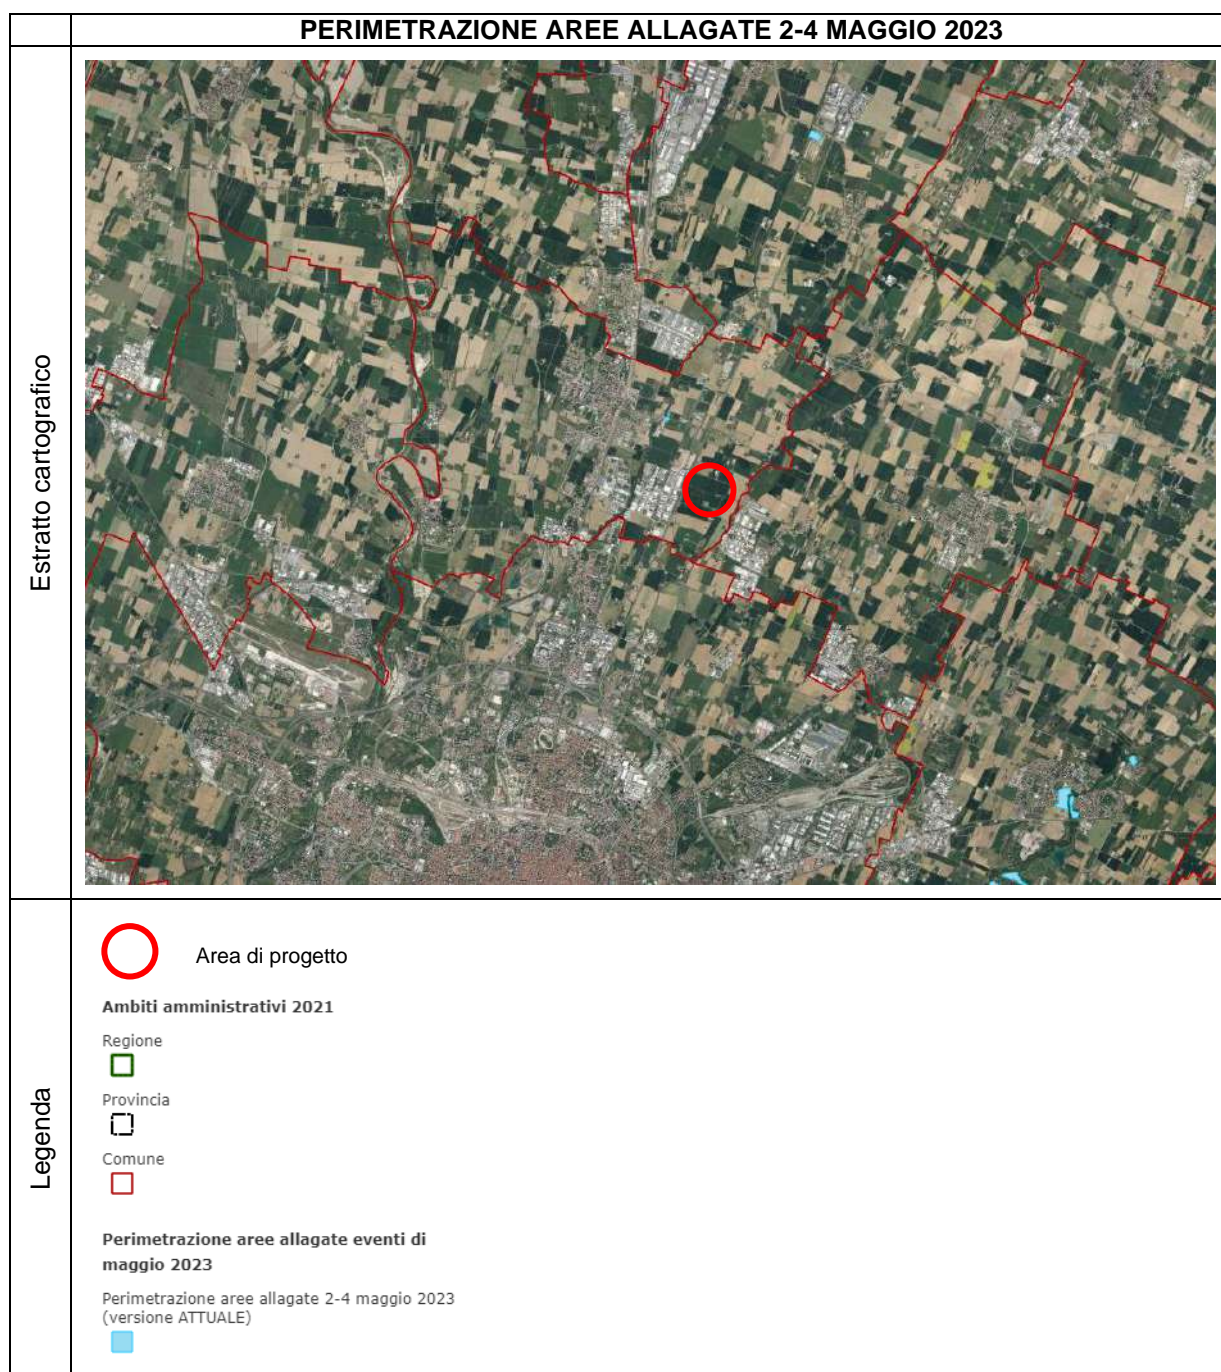 PERIMETRAZIONE AREE ALLAGATE 2-4 MAGGIO 2023
Estratto cartografico
Legenda
Area di progetto
Ambiti amministrativi 2021
Regione
Provincia
Comune
Perimetrazione aree allagate eventi di
maggio 2023
Perimetrazione aree allagate 2-4 maggio 2023
(versione ATTUALE)